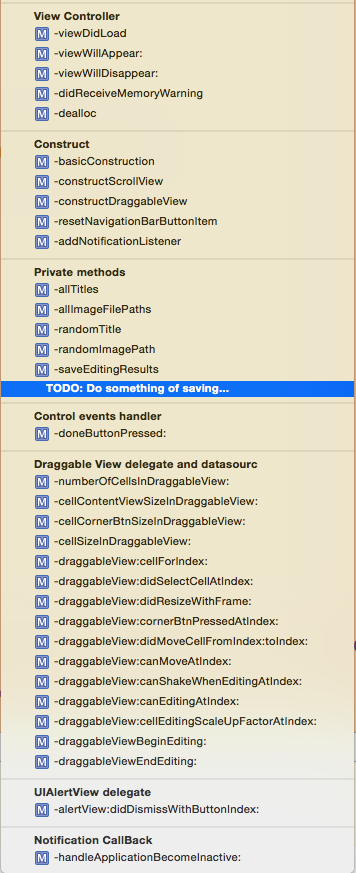 View Controller
M -viewDidLoad
M -viewWillAppear:
M -viewWillDisappear:
M -didReceiveMemoryWarning
M -dealloc
Construct
M -basicConstruction
M -constructScrollView
M -constructDraggableView
M -resetNavigationBarButtonItem
M -addNotificationListener
Private methods
M -allTitles
M -allImageFilePaths
M -randomTitle
M -randomImagePath
M -saveEditingResults
TODO: Do something of saving...
Control events handler
M -doneButtonPressed:
Draggable View delegate and datasourc
M -numberOfCellsInDraggableView:
M -cellContentViewSizeInDraggableView:
M -cellCornerBtnSizeInDraggableView:
M -cellSizeInDraggableView:
M -draggableView:cellForIndex:
M -draggableView:didSelectCellAtIndex:
M -draggableView:didResizeWithFrame:
M -draggableView:cornerBtnPressedAtIndex:
M -draggableView:didMoveCellFromIndex:toIndex:
M -draggableView:canMoveAtIndex:
M -draggableView:canShakeWhenEditingAtIndex:
M -draggableView:canEditingAtIndex:
M -draggableView:cellEditingScaleUpFactorAtIndex:
M -draggableViewBeginEditing:
M -draggableViewEndEditing:
UIAlertView delegate
M -alertView:didDismissWithButtonIndex:
Notification CallBack
M -handleApplicationBecomeInactive: